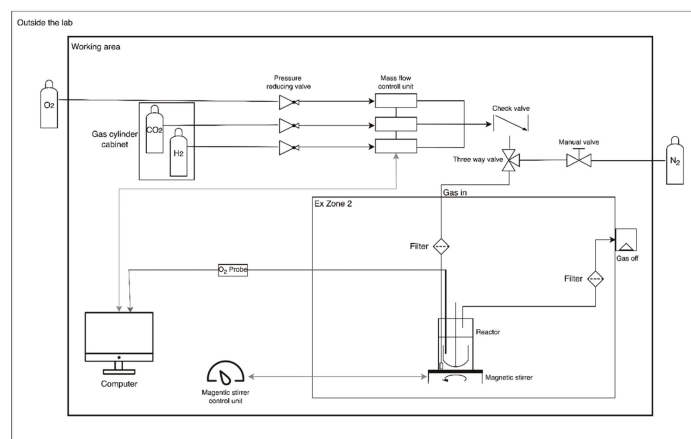 Outside the lab
Working area
Pressure
reducing valve
Mass flow
controll unit
Check valve
O2
Gas cylinder
cabinet
CO2
H2
Three way valve
Manual valve
N2
Gas in
Ex Zone 2
Filter
Gas off
Filter
O2 Probe
Reactor
Computer
Magentic stirrer
control unit
Magnetic stirrer